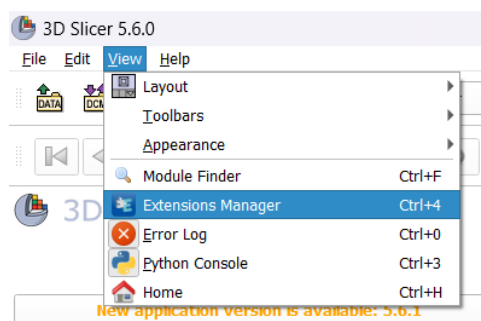 3D Slicer 5.6.0
File Edit View Help
DATA
Layout
Toolbars
Appearance
Module Finder Ctrl+F
3D
Extensions Manager Ctrl+4
Error Log Ctrl+0
Python Console Ctrl+3
Home Ctrl+H
New application version is available: 5.6.1